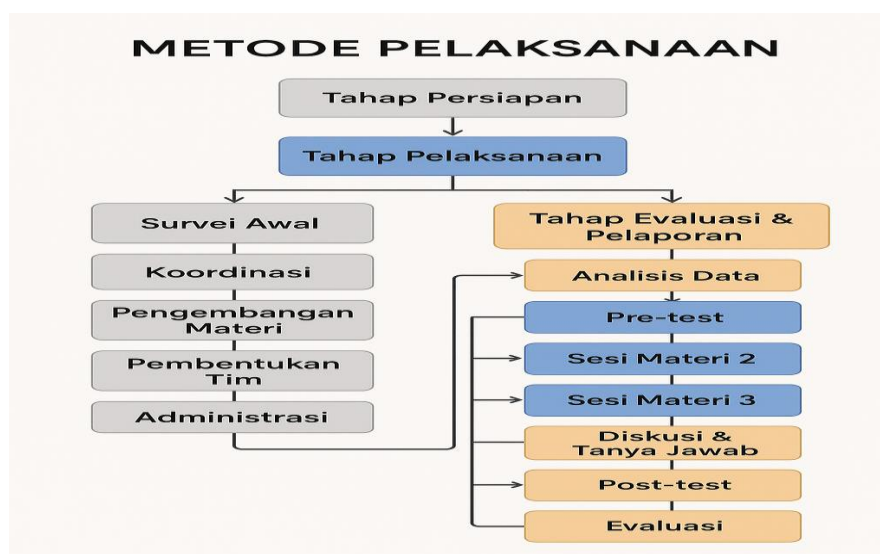 METODE PELAKSANAAN
Tahap Persiapan
Tahap Pelaksanaan
Survei Awal
Koordinasi
Pengembangan
Materi
Pembentukan
Tim
Administrasi
Tahap Evaluasi &
Pelaporan
Analisis Data
Pre-test
Sesi Materi 2
Sesi Materi 3
Diskusi &
Tanya Jawab
Post-test
Evaluasi